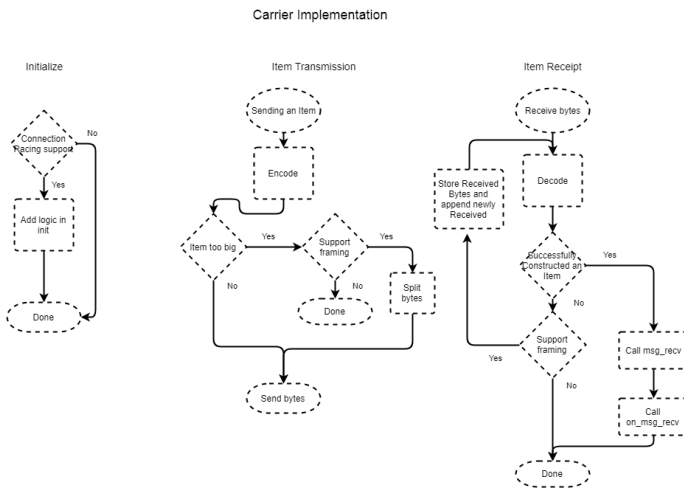 Carrier Implementation
Initialize
Connection
Racing support
No
Yes
Add logic in
init
Done
Item Transmission
Sending an Item
Encode
Item too big
Yes
No
Support
framing
Yes
No
Done
Split
bytes
Send bytes
Item Receipt
Receive bytes
Store Received
Bytes and
append newly
Received
Decode
Successfully
Constructed an
Item
Yes
No
Support
framing
Yes
No
Call msg_recv
Call
on_msg_recv
Done